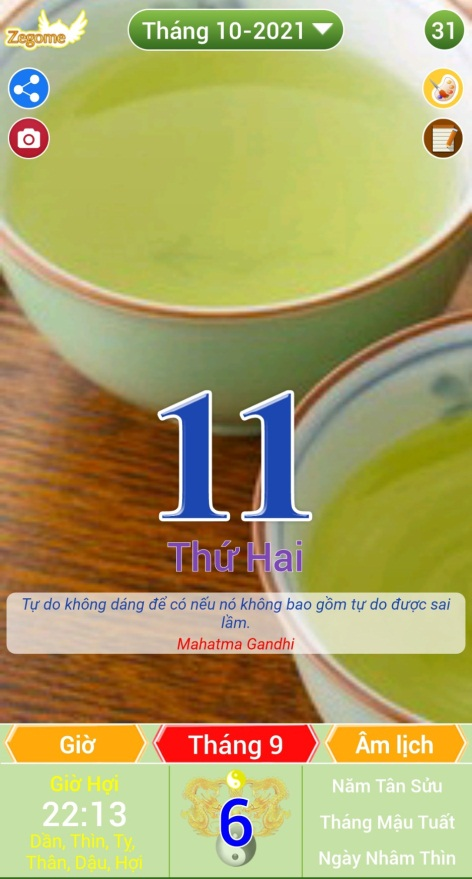 Zegome
Tháng 10-2021
31
11
Thứ Hai
Tự do không dáng để có nếu nó không bao gồm tự do được sai
lầm.
Mahatma Gandhi
Giờ
Tháng 9
Âm lịch
Giờ Hợi
22:13
Dần, Thìn, Tỵ,
Thân, Dậu, Hợi
6
Năm Tân Sửu
Tháng Mậu Tuất
Ngày Nhâm Thìn